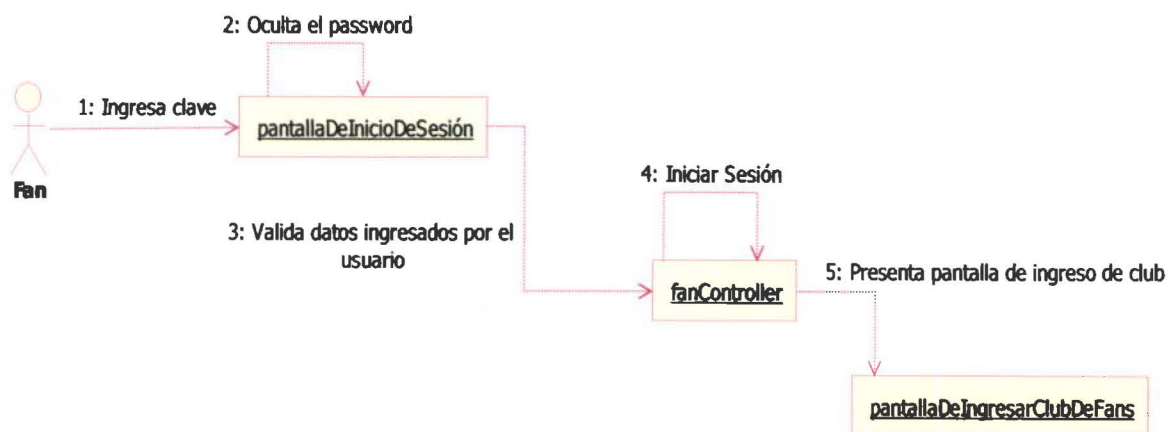 2: Oculta el password
1: Ingresa clave
pantallaDeInicioDeSesión
Fan
4: Iniciar Sesión
3: Valida datos ingresados por el
usuario
5: Presenta pantalla de ingreso de club
fanController
pantallaDeIngresarClubDeFans